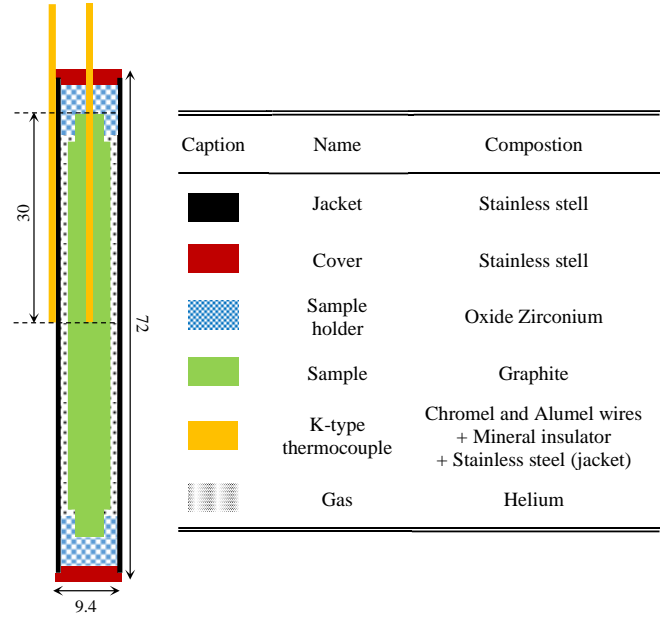 Caption Name Compostion
Jacket Stainless stell
Cover Stainless stell
Sample
holder
Oxide Zirconium
Sample Graphite
K-type
thermocouple
Chromel and Alumel wires
+ Mineral insulator
+ Stainless steel (jacket)
Gas Helium
30
72
9.4